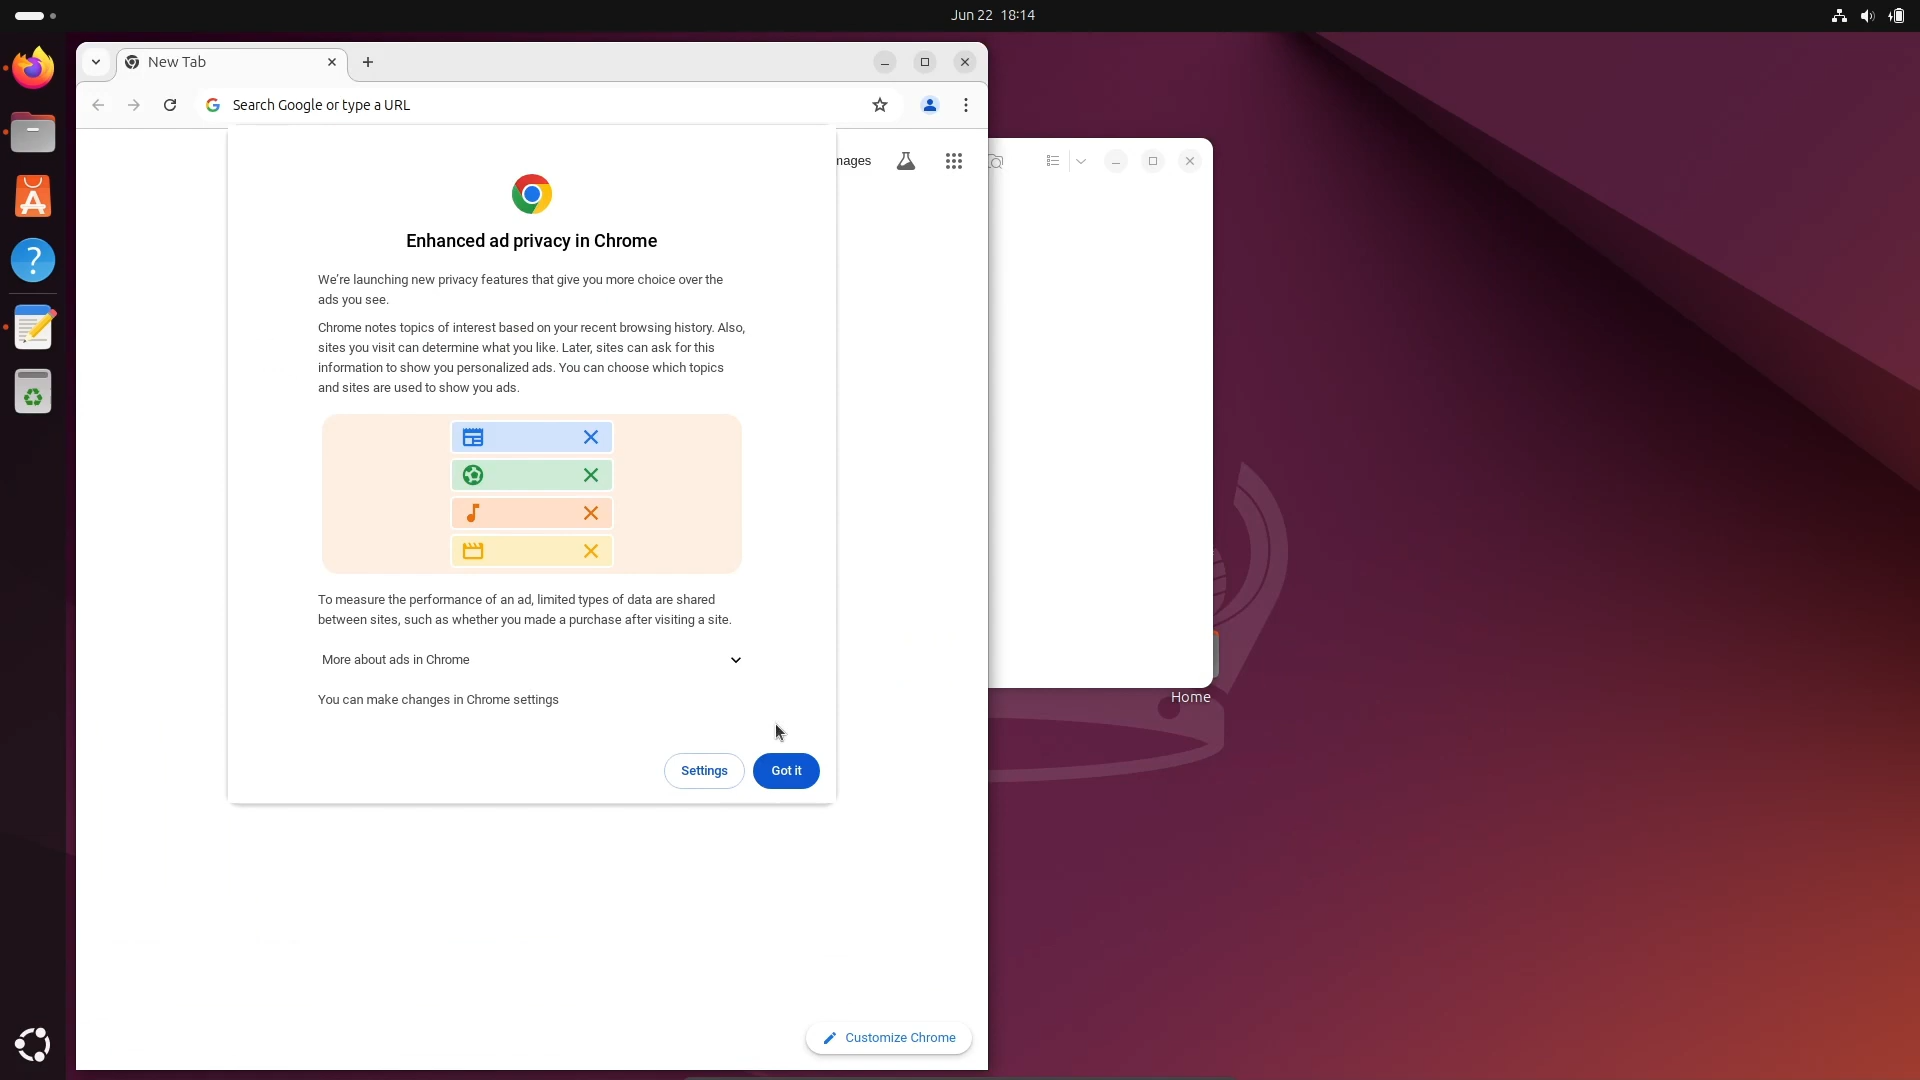 Jun 22 18:14
New Tab
Search Google or type a URL
Enhanced ad privacy in Chrome
We're launching new privacy features that give you more choice over the
ads you see.
Chrome notes topics of interest based on your recent browsing history. Also,
sites you visit can determine what you like. Later, sites can ask for this
information to show you personalized ads. You can choose which topics
and sites are used to show you ads.
To measure the performance of an ad, limited types of data are shared
between sites, such as whether you made a purchase after visiting a site.
More about ads in Chrome
You can make changes in Chrome settings
Settings
Got it
mages
Home
Customize Chrome